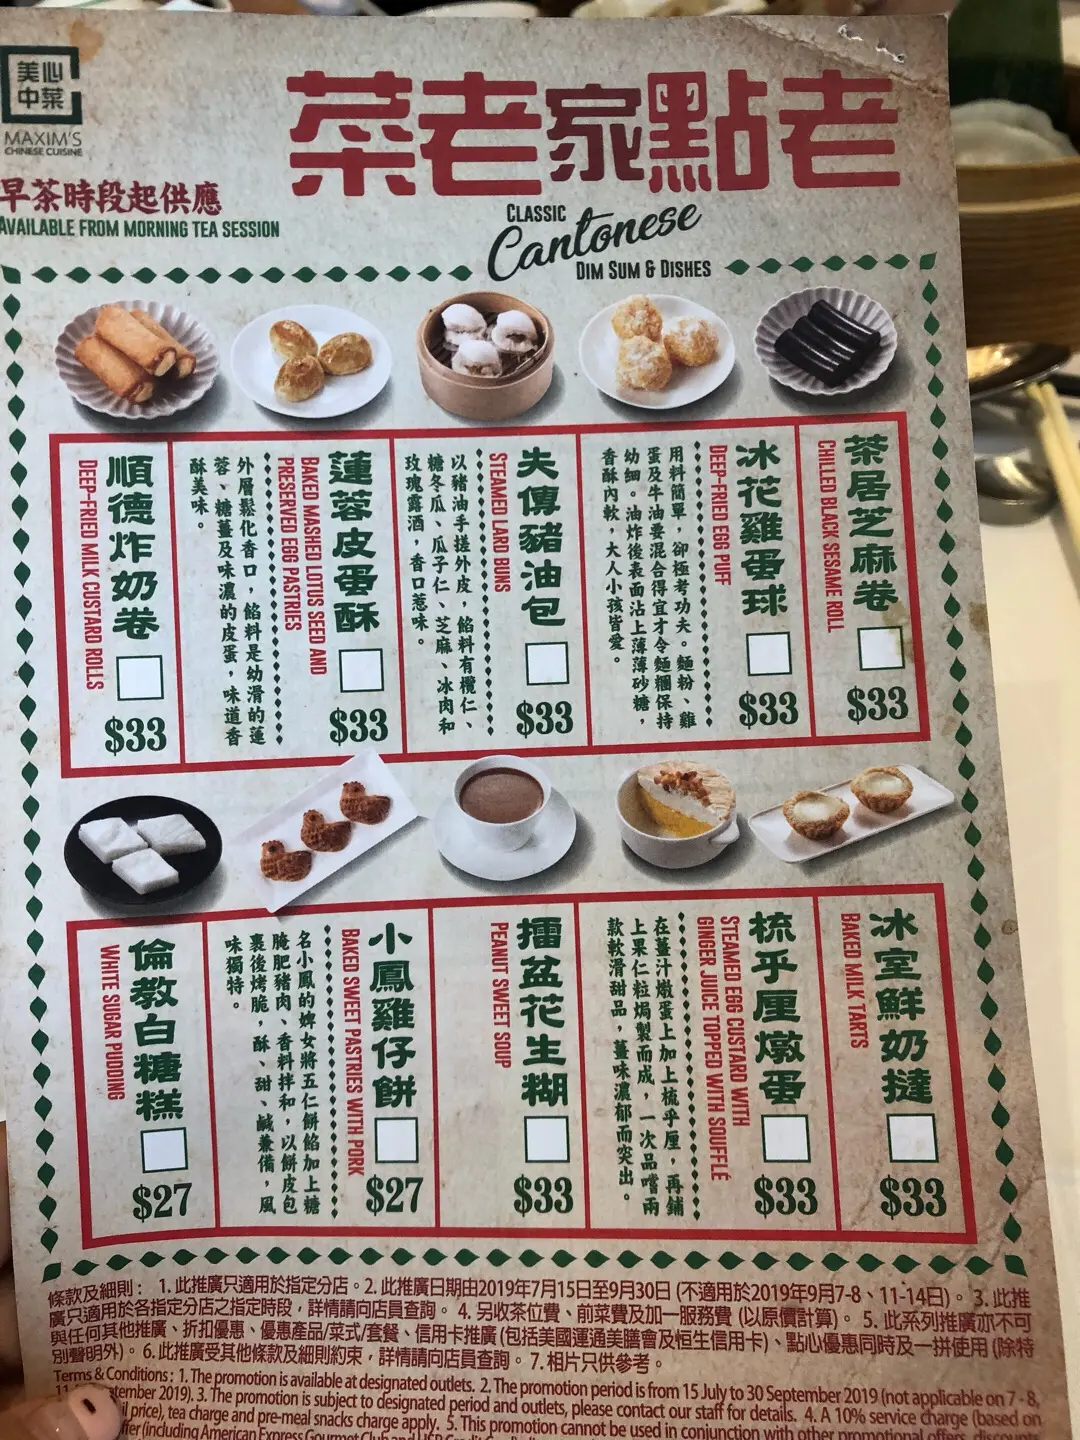 美心
中菜
MAXIM'S
CHINESE CUISINE
茶老家點老
早茶時段起供應
AVAILABLE FROM MORNING TEA SESSION
CLASSIC
Cantonese
DIM SUM & DISHES
茶居芝麻卷
CHILLED BLACK SESAME ROLL
$33
冰花雞蛋球
DEEP-FRIED EGG PUFF
用料簡單，卻極考功夫。麵粉、雞
蛋及牛油要混合得宜才令麵糰保持
幼細。油炸後表面沾上薄薄砂糖，
香酥內軟，大人小孩皆愛。
$33
失傳豬油包
STEAMED LARD BUNS
以豬油手搓外皮，餡料有欖仁、
糖冬瓜、瓜子仁、芝麻、冰肉和
玫瑰露酒，香口惹味。
$33
蓮蓉皮蛋酥
BAKED MASHED LOTUS SEED AND
PRESERVED EGG PASTRIES
外層鬆化香口，餡料是幼滑的蓮
蓉、糖薑及味濃的皮蛋，味道香
酥美味。
$33
順德炸奶卷
DEEP-FRIED MILK CUSTARD ROLLS
$33
冰室鮮奶撻
BAKED MILK TARTS
$33
梳乎厘燉蛋
STEAMED EGG CUSTARD WITH
GINGER JUICE TOPPED WITH SOUFFLÉ
在薑汁燉蛋上加上梳乎厘，再鋪
上果仁粒焗製而成，一次品嚐兩
款軟滑甜品，薑味濃郁而突出。
$33
擂盆花生糊
PEANUT SWEET SOUP
$33
小鳳雞仔餅
BAKED SWEET PASTRIES WITH PORK
名小鳳的婢女將五仁餅餡加上糖
腌肥豬肉、香料拌和，以餅皮包
裹後烤脆，酥、甜、鹹兼備，風
味獨特。
$27
倫教白糖糕
WHITE SUGAR PUDDING
$27
條款及細則： 1. 此推廣只適用於指定分店。2. 此推廣日期由2019年7月15日至9月30日 (不適用於2019年9月7-8、11-14日)。 3. 此推
廣只適用於各指定分店之指定時段，詳情請向店員查詢。 4. 另收茶位費、前菜費及加一服務費 (以原價計算)。 5. 此系列推廣亦不可
與任何其他推廣、折扣優惠、優惠產品/菜式/套餐、信用卡推廣 (包括美國運通美膳會及恒生信用卡)、點心優惠同時及一拼使用 (除特
別聲明外)。 6. 此推廣受其他條款及細則約束，詳情請向店員查詢。 7. 相片只供參考。
Terms & Conditions : 1. The promotion is available at designated outlets. 2. The promotion period is from 15 July to 30 September 2019 (not applicable on 7 - 8,
tember 2019). 3. The promotion is subject to designated period and outlets, please contact our staff for details. 4. A 10% service charge (based on
price), tea charge and pre-meal snacks charge apply. 5. This promotion cannot be used in conjunction with other promotional offers, discounts
ffer (including American Express Gourmet Club and